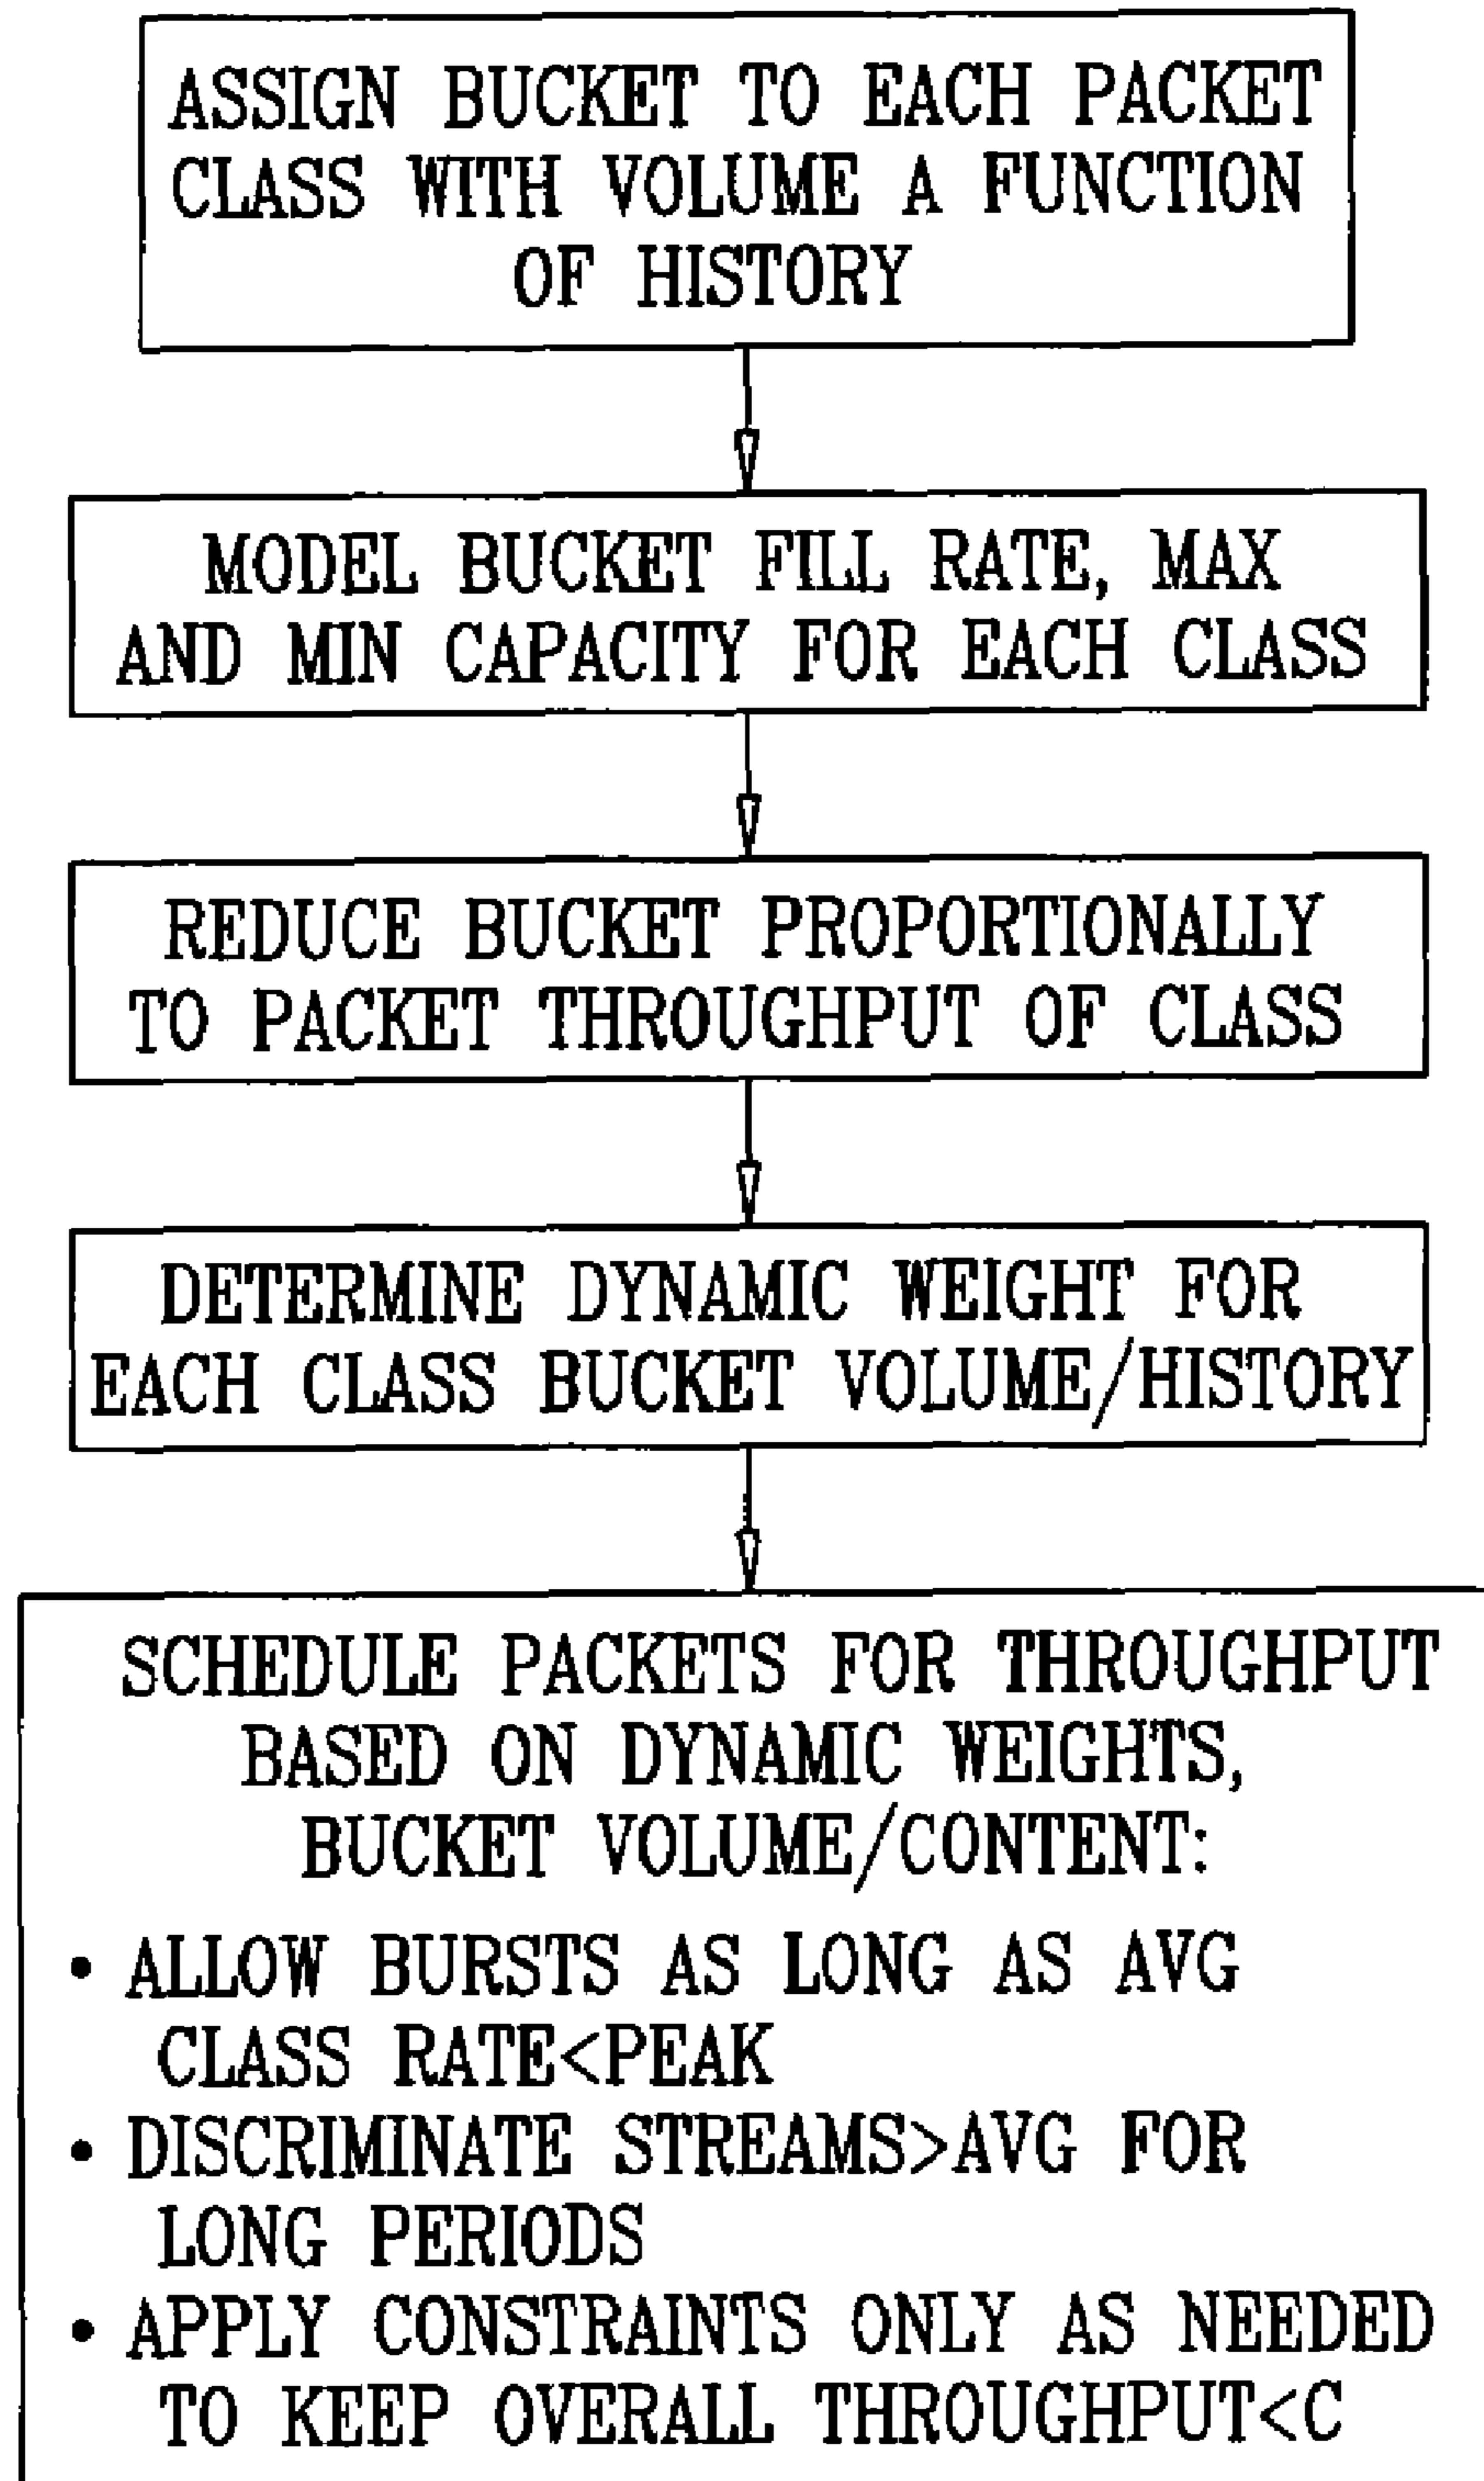 ASSIGN BUCKET TO EACH PACKET
CLASS WITH VOLUME A FUNCTION
OF HISTORY
MODEL BUCKET FILL RATE, MAX
AND MIN CAPACITY FOR EACH CLASS
REDUCE BUCKET PROPORTIONALLY
TO PACKET THROUGHPUT OF CLASS
DETERMINE DYNAMIC WEIGHT FOR
EACH CLASS BUCKET VOLUME/HISTORY
SCHEDULE PACKETS FOR THROUGHPUT
BASED ON DYNAMIC WEIGHTS,
BUCKET VOLUME/CONTENT:
• ALLOW BURSTS AS LONG AS AVG
CLASS RATE<PEAK
• DISCRIMINATE STREAMS>AVG FOR
LONG PERIODS
• APPLY CONSTRAINTS ONLY AS NEEDED
TO KEEP OVERALL THROUGHPUT<C